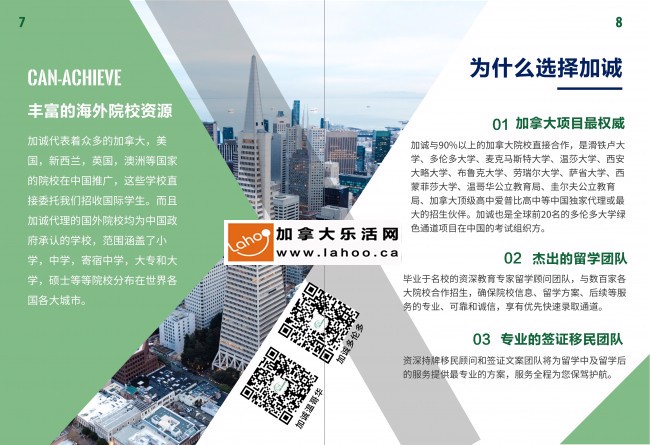 7
CAN-ACHIEVE
丰富的海外院校资源
加诚代表着众多的加拿大，美
国，新西兰，英国，澳洲等国家
的院校在中国推广，这些学校直
接委托我们招收国际学生。而且
加诚代理的国外院校均为中国政
府承认的学校，范围涵盖了小
学，中学，寄宿中学，大专和大
学，硕士等等院校分布在世界各
国各大城市。
Lahoo
加拿大乐活网
www.lahoo.ca
加诚多伦多
加诚温哥华
8
为什么选择加诚
01 加拿大项目最权威
加诚与90%以上的加拿大院校直接合作，是滑铁卢大
学、多伦多大学、麦克马斯特大学、温莎大学、西安
大略大学、布鲁克大学、劳瑞尔大学、萨省大学、西
蒙菲莎大学、温哥华公立教育局、圭尔夫公立教育
局、加拿大顶级高中爱普比高中等中国独家代理或最
大的招生伙伴。加诚也是全球前20名的多伦多大学绿
色通道项目在中国的考试组织方。
02 杰出的留学团队
毕业于名校的资深教育专家留学顾问团队，与数百家各
大院校合作招生，确保院校信息、留学方案、后续等服
务的专业、可靠和诚信，享有优先快速录取通道。
03 专业的签证移民团队
资深持牌移民顾问和签证文案团队将为留学中及留学后
的服务提供最专业的方案，服务全程为您保驾护航。